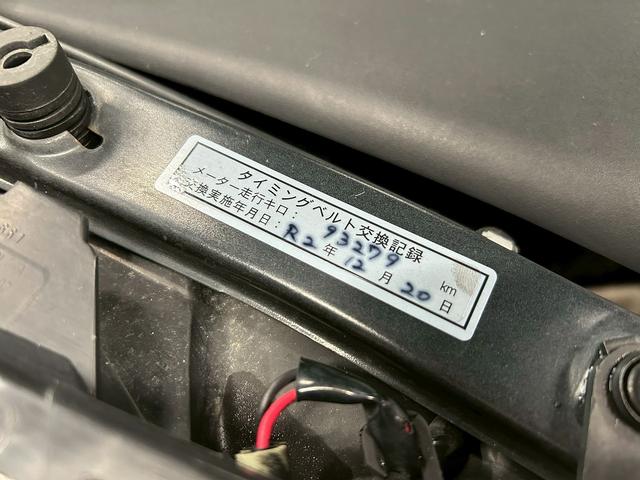 タイミングベルト交換記録
メーター走行キロ： 93279 km
交換実施年月日： R2 年 12 月 20 日